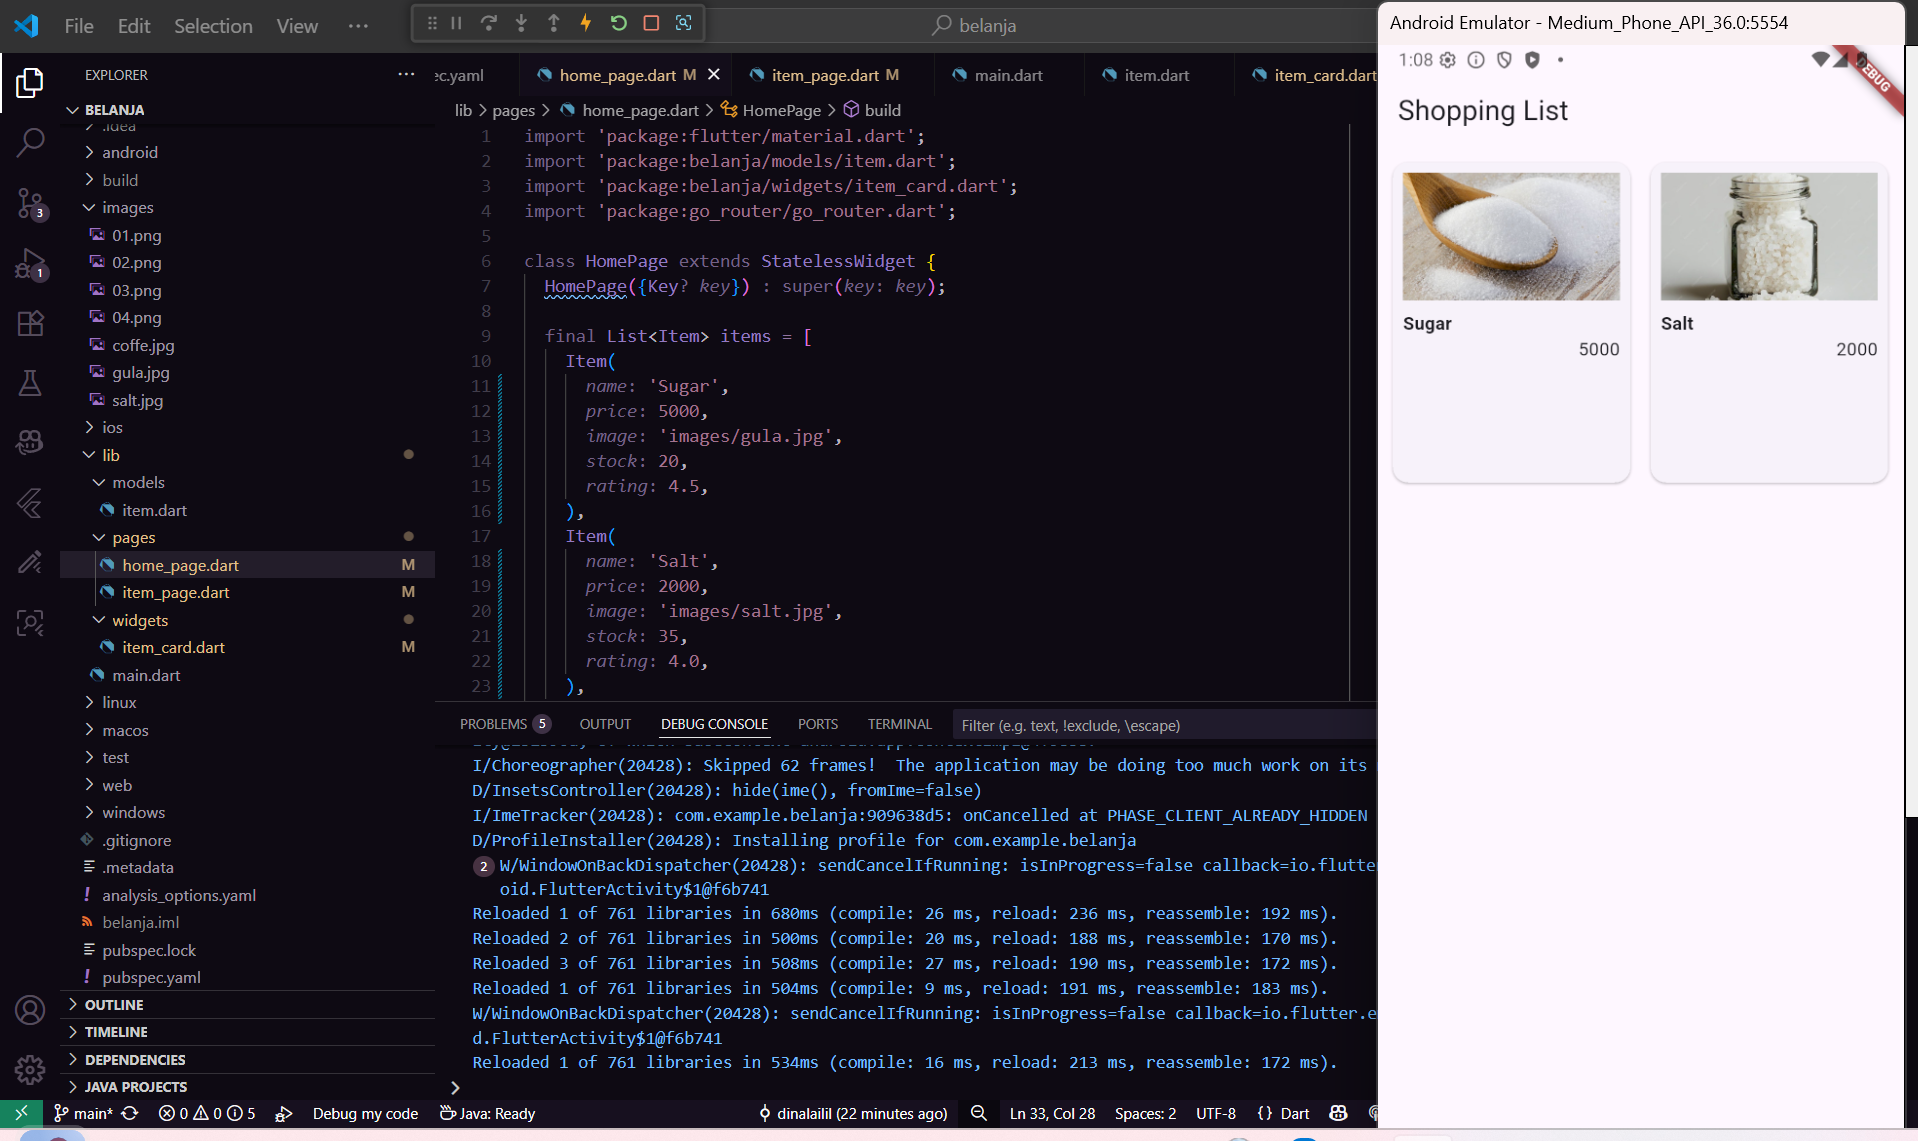 File Edit Selection View ···
belanja
EXPLORER ···
BELANJA
.idea
android
build
images
01.png
02.png
03.png
04.png
coffe.jpg
gula.jpg
salt.jpg
ios
lib
models
item.dart
pages
home_page.dart M
item_page.dart M
widgets
item_card.dart M
main.dart
linux
macos
test
web
windows
.gitignore
.metadata
analysis_options.yaml
belanja.iml
pubspec.lock
pubspec.yaml
OUTLINE
TIMELINE
DEPENDENCIES
JAVA PROJECTS
3
1
ec.yaml home_page.dart M item_page.dart M main.dart item.dart item_card.dart
lib > pages > home_page.dart > HomePage > build
1 import 'package:flutter/material.dart';
2 import 'package:belanja/models/item.dart';
3 import 'package:belanja/widgets/item_card.dart';
4 import 'package:go_router/go_router.dart';
5
6 class HomePage extends StatelessWidget {
7 HomePage({Key? key}) : super(key: key);
8
9 final List<Item> items = [
10 Item(
11 name: 'Sugar',
12 price: 5000,
13 image: 'images/gula.jpg',
14 stock: 20,
15 rating: 4.5,
16 ),
17 Item(
18 name: 'Salt',
19 price: 2000,
20 image: 'images/salt.jpg',
21 stock: 35,
22 rating: 4.0,
23 ),
PROBLEMS 5 OUTPUT DEBUG CONSOLE PORTS TERMINAL Filter (e.g. text, !exclude, \escape)
I/Choreographer(20428): Skipped 62 frames!  The application may be doing too much work on its
D/InsetsController(20428): hide(ime(), fromIme=false)
I/ImeTracker(20428): com.example.belanja:909638d5: onCancelled at PHASE_CLIENT_ALREADY_HIDDEN
D/ProfileInstaller(20428): Installing profile for com.example.belanja
2 W/WindowOnBackDispatcher(20428): sendCancelIfRunning: isInProgress=false callback=io.flutte
oid.FlutterActivity$1@f6b741
Reloaded 1 of 761 libraries in 680ms (compile: 26 ms, reload: 236 ms, reassemble: 192 ms).
Reloaded 2 of 761 libraries in 500ms (compile: 20 ms, reload: 188 ms, reassemble: 170 ms).
Reloaded 3 of 761 libraries in 508ms (compile: 27 ms, reload: 190 ms, reassemble: 172 ms).
Reloaded 1 of 761 libraries in 504ms (compile: 9 ms, reload: 191 ms, reassemble: 183 ms).
W/WindowOnBackDispatcher(20428): sendCancelIfRunning: isInProgress=false callback=io.flutter.e
d.FlutterActivity$1@f6b741
Reloaded 1 of 761 libraries in 534ms (compile: 16 ms, reload: 213 ms, reassemble: 172 ms).
main* 0 0 5 Debug my code Java: Ready dinalailil (22 minutes ago) Ln 33, Col 28 Spaces: 2 UTF-8 {} Dart
Android Emulator - Medium_Phone_API_36.0:5554
1:08
DEBUG
Shopping List
Sugar
5000
Salt
2000